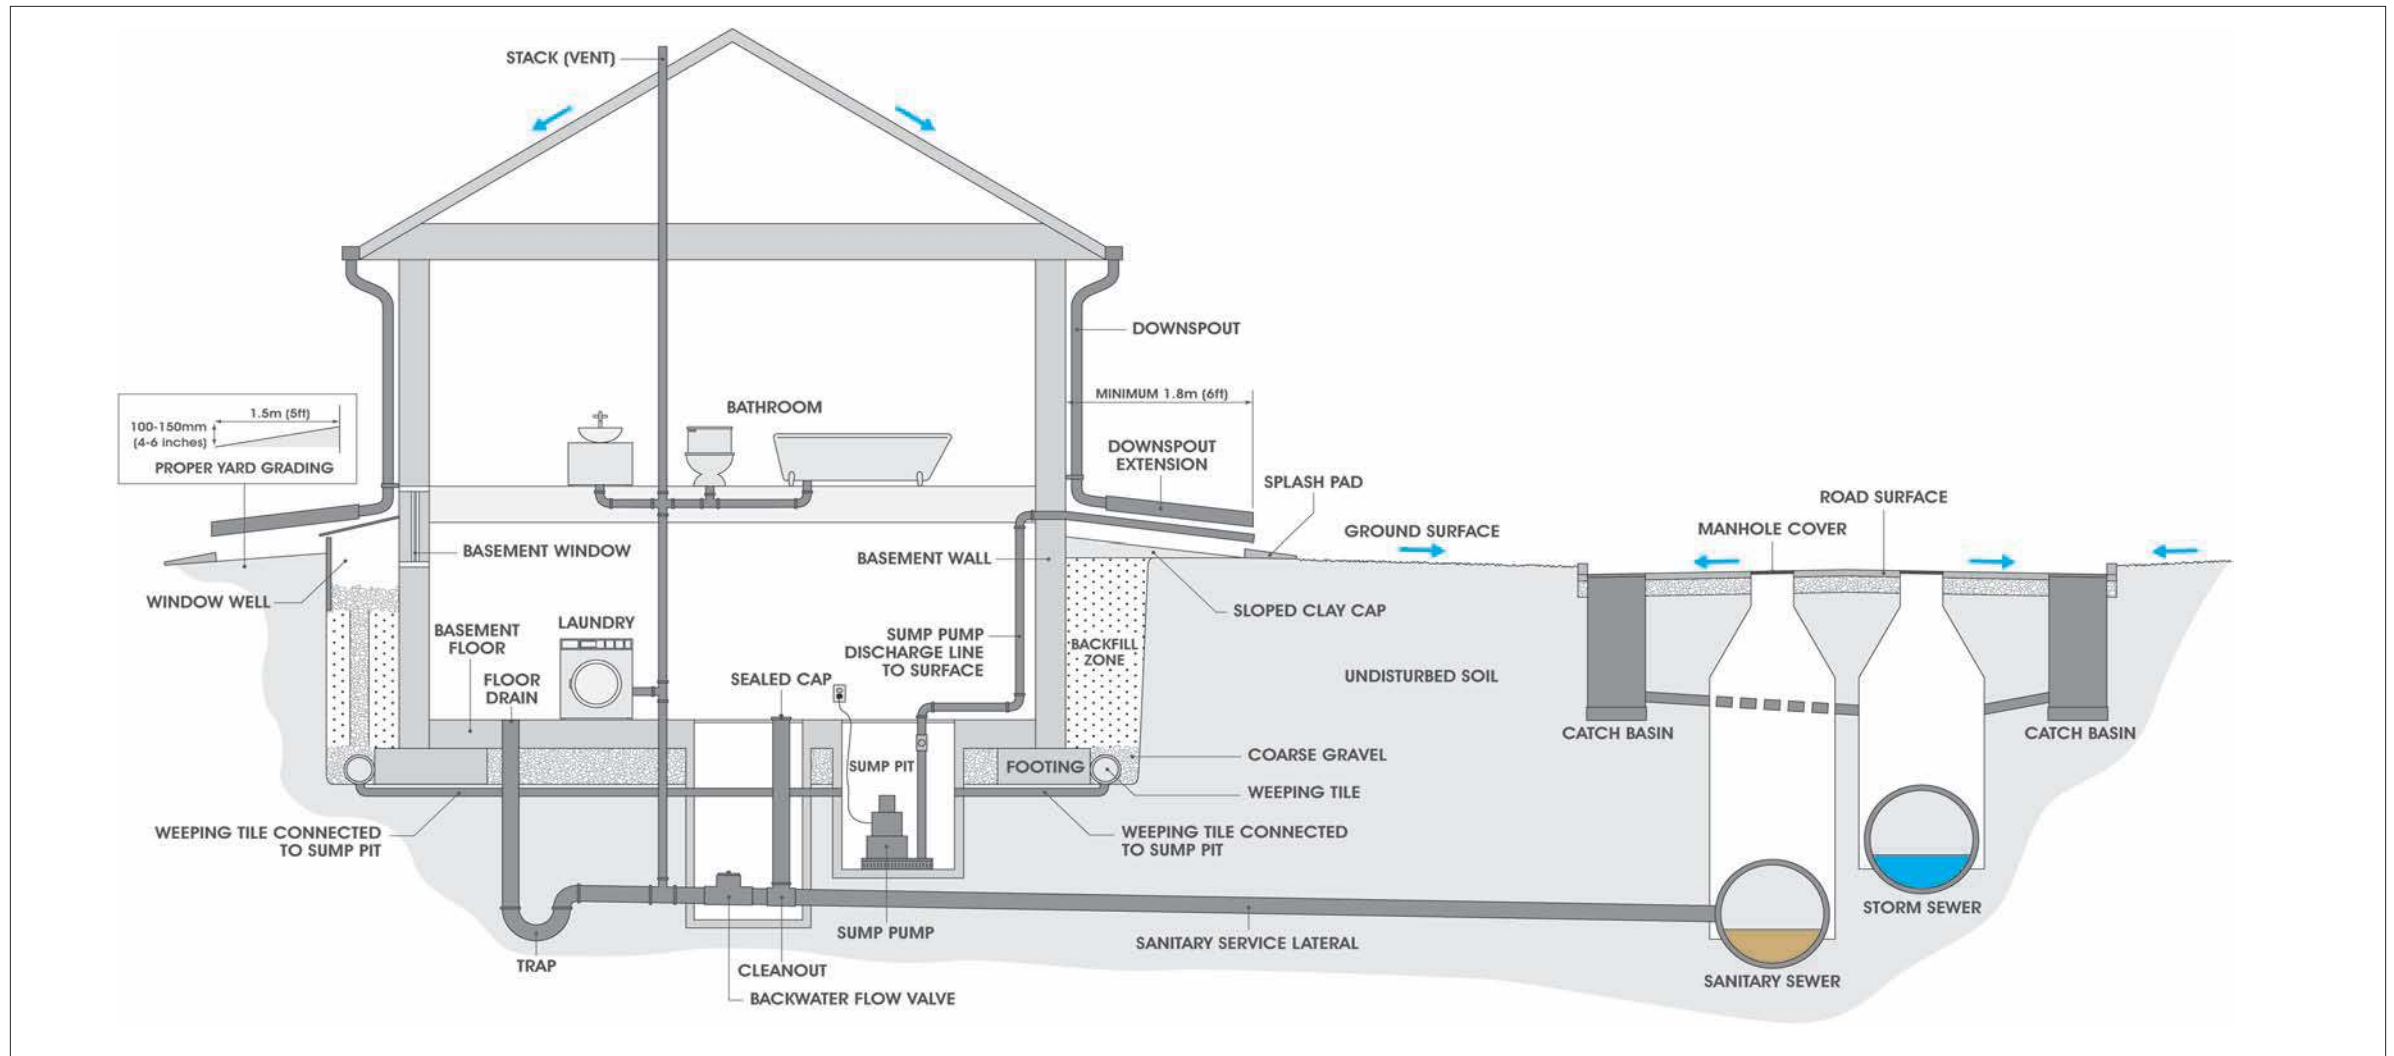 STACK (VENT)
DOWNSPOUT
1.5m (5ft)
100-150mm
(4-6 inches)
PROPER YARD GRADING
BATHROOM
MINIMUM 1.8m (6ft)
DOWNSPOUT
EXTENSION
SPLASH PAD
GROUND SURFACE
ROAD SURFACE
MANHOLE COVER
BASEMENT WINDOW
BASEMENT WALL
WINDOW WELL
SLOPED CLAY CAP
BASEMENT
FLOOR
LAUNDRY
SUMP PUMP
DISCHARGE LINE
TO SURFACE
BACKFILL
ZONE
FLOOR
DRAIN
SEALED CAP
UNDISTURBED SOIL
CATCH BASIN
CATCH BASIN
COARSE GRAVEL
SUMP PIT
FOOTING
WEEPING TILE
WEEPING TILE CONNECTED
TO SUMP PIT
WEEPING TILE CONNECTED
TO SUMP PIT
STORM SEWER
SUMP PUMP
SANITARY SERVICE LATERAL
TRAP
CLEANOUT
SANITARY SEWER
BACKWATER FLOW VALVE